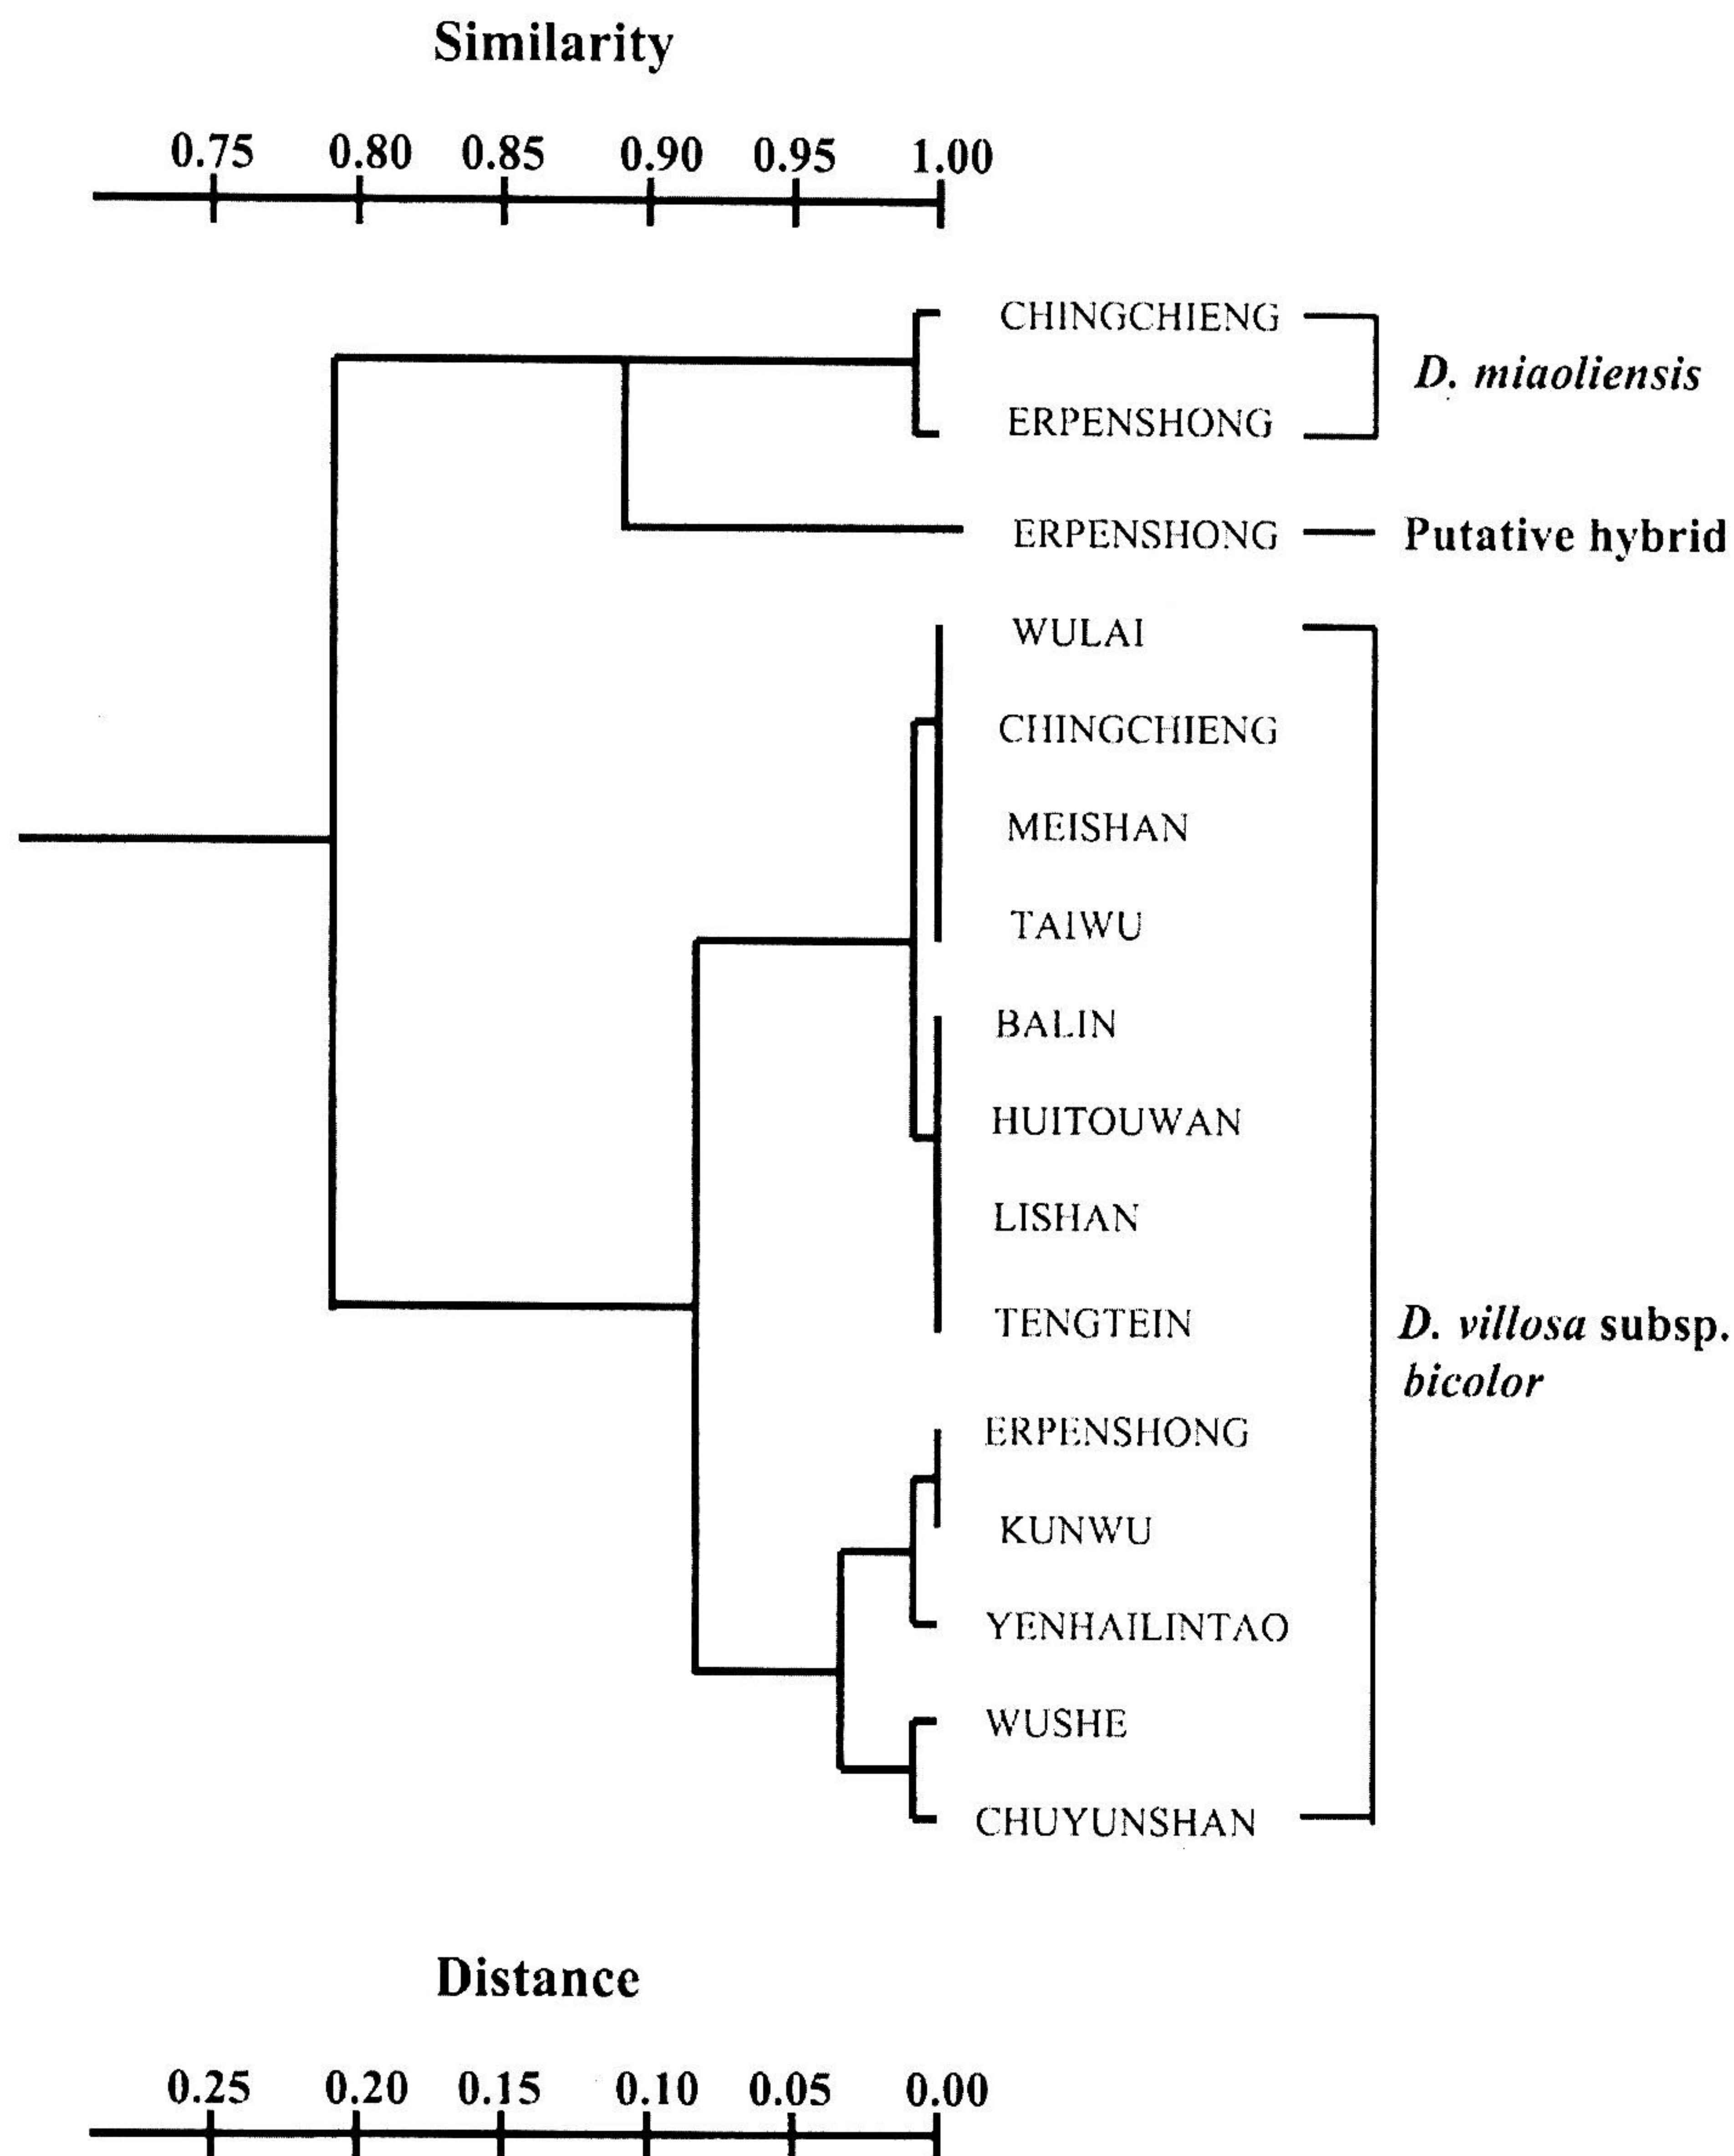 Similarity
0.75 0.80 0.85 0.90 0.95 1.00
CHINGCHIENG
D. miaoliensis
ERPENSHONG
ERPENSHONG Putative hybrid
WULAI
CHINGCHIENG
MEISHAN
TAIWU
BALIN
HUITOUWAN
LISHAN
TENGTEIN
D. villosa subsp.
bicolor
ERPENSHONG
KUNWU
YENHAILINTAO
WUSHE
CHUYUNSHAN
Distance
0.25 0.20 0.15 0.10 0.05 0.00